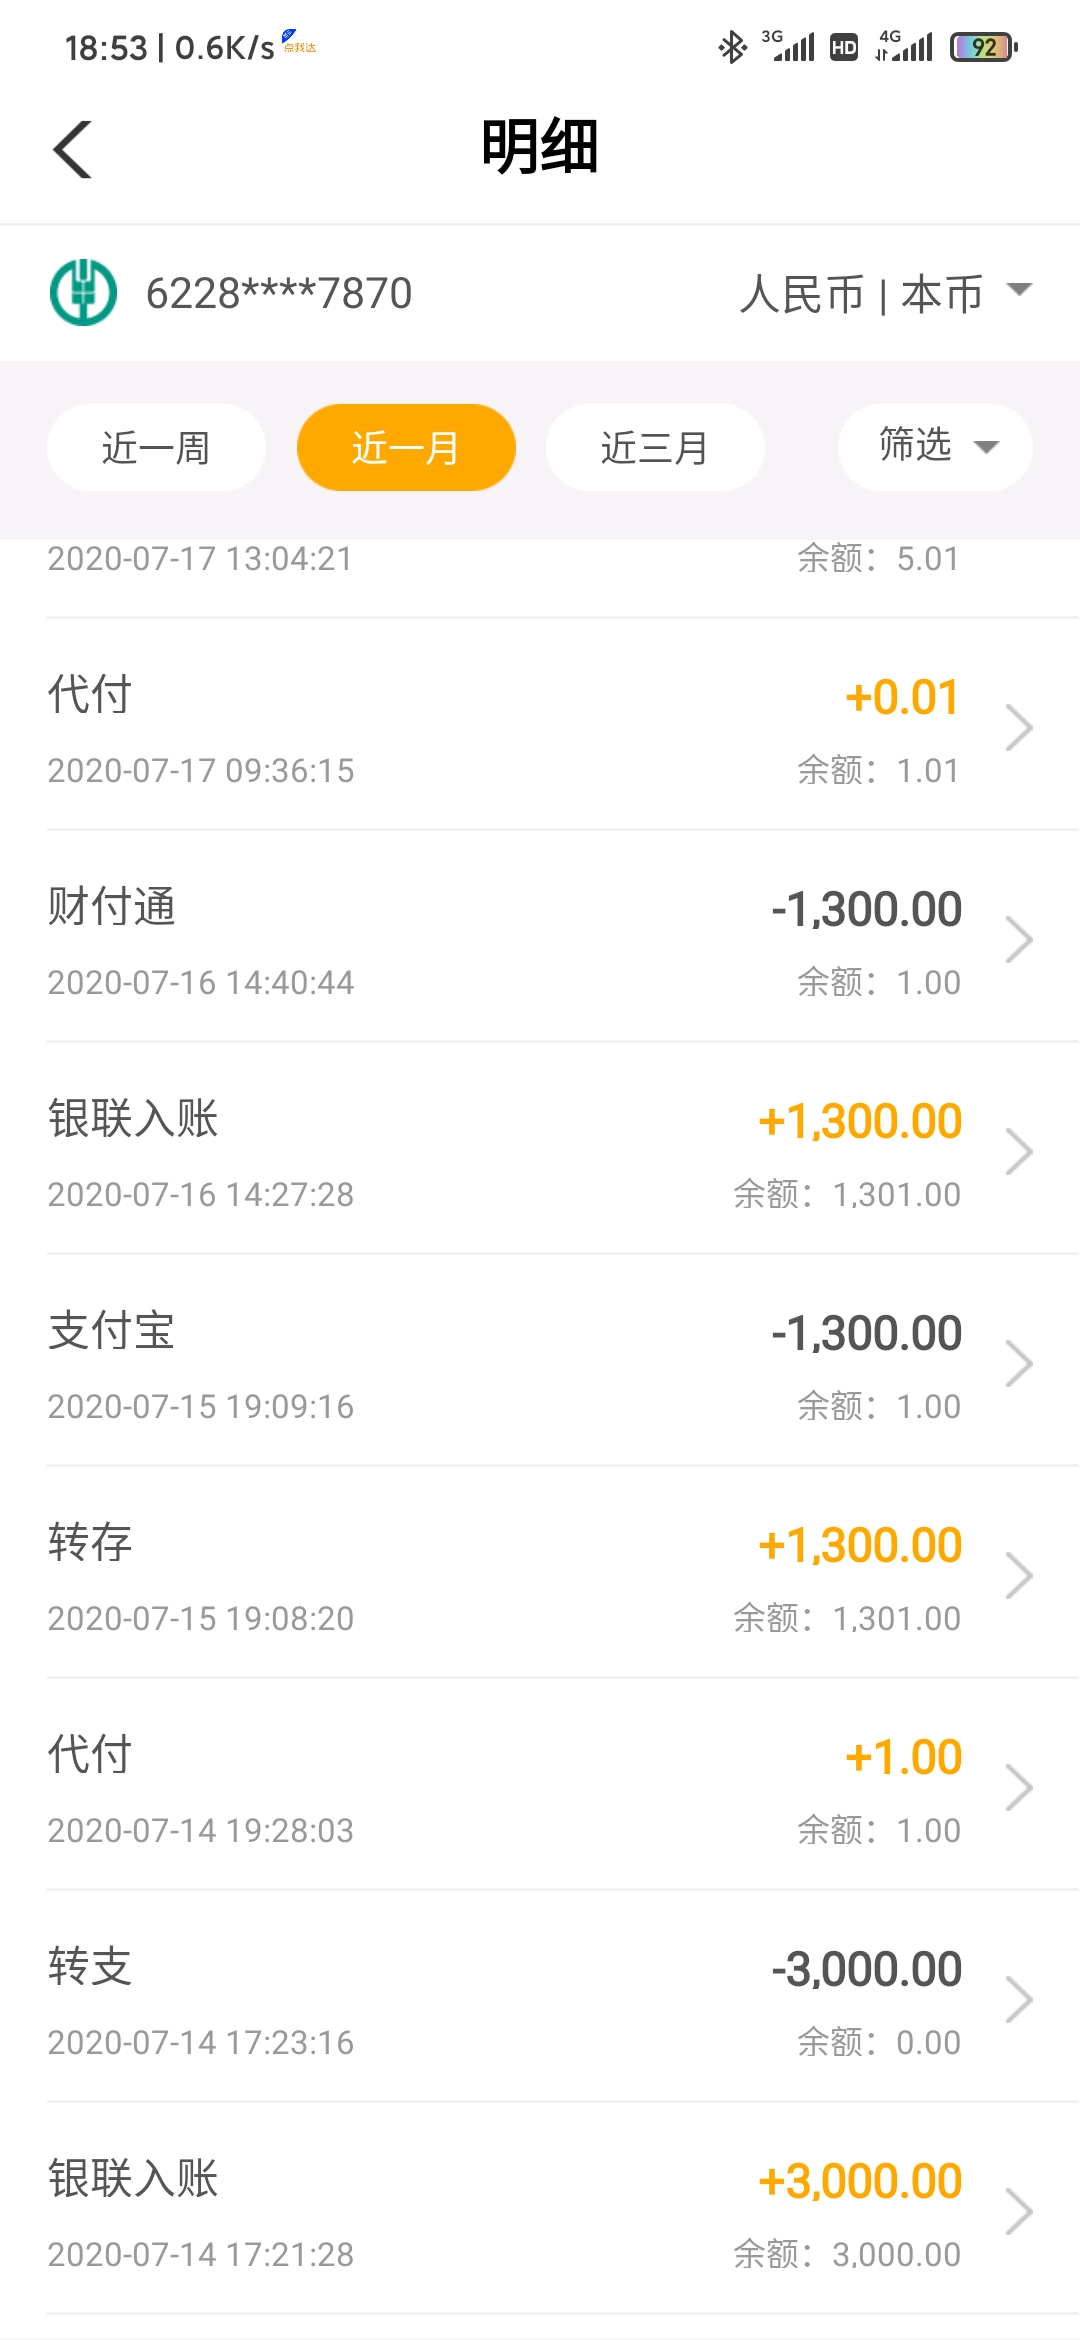 18:53 | 0.6K/s 点我达 3G HD 4G 92
明细
6228****7870 人民币 | 本币
近一周 近一月 近三月 筛选
2020-07-17 13:04:21 余额：5.01
代付 +0.01
2020-07-17 09:36:15 余额：1.01
财付通 -1,300.00
2020-07-16 14:40:44 余额：1.00
银联入账 +1,300.00
2020-07-16 14:27:28 余额：1,301.00
支付宝 -1,300.00
2020-07-15 19:09:16 余额：1.00
转存 +1,300.00
2020-07-15 19:08:20 余额：1,301.00
代付 +1.00
2020-07-14 19:28:03 余额：1.00
转支 -3,000.00
2020-07-14 17:23:16 余额：0.00
银联入账 +3,000.00
2020-07-14 17:21:28 余额：3,000.00